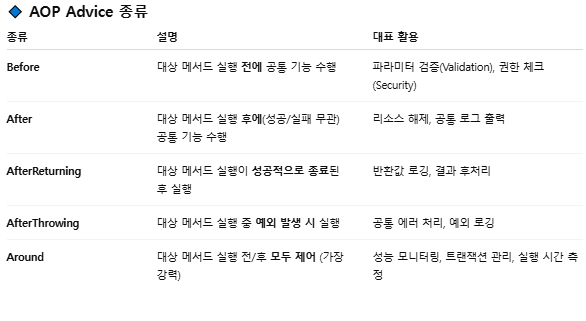 AOP Advice 종류
종류 설명 대표 활용
Before 대상 메서드 실행 전에 공통 기능 수행 파라미터 검증(Validation), 권한 체크
(Security)
After 대상 메서드 실행 후에(성공/실패 무관) 리소스 해제, 공통 로그 출력
공통 기능 수행
AfterReturning 대상 메서드 실행이 성공적으로 종료된 반환값 로깅, 결과 후처리
후 실행
AfterThrowing 대상 메서드 실행 중 예외 발생 시 실행 공통 에러 처리, 예외 로깅
Around 대상 메서드 실행 전/후 모두 제어 (가장 성능 모니터링, 트랜잭션 관리, 실행 시간 측
강력) 정